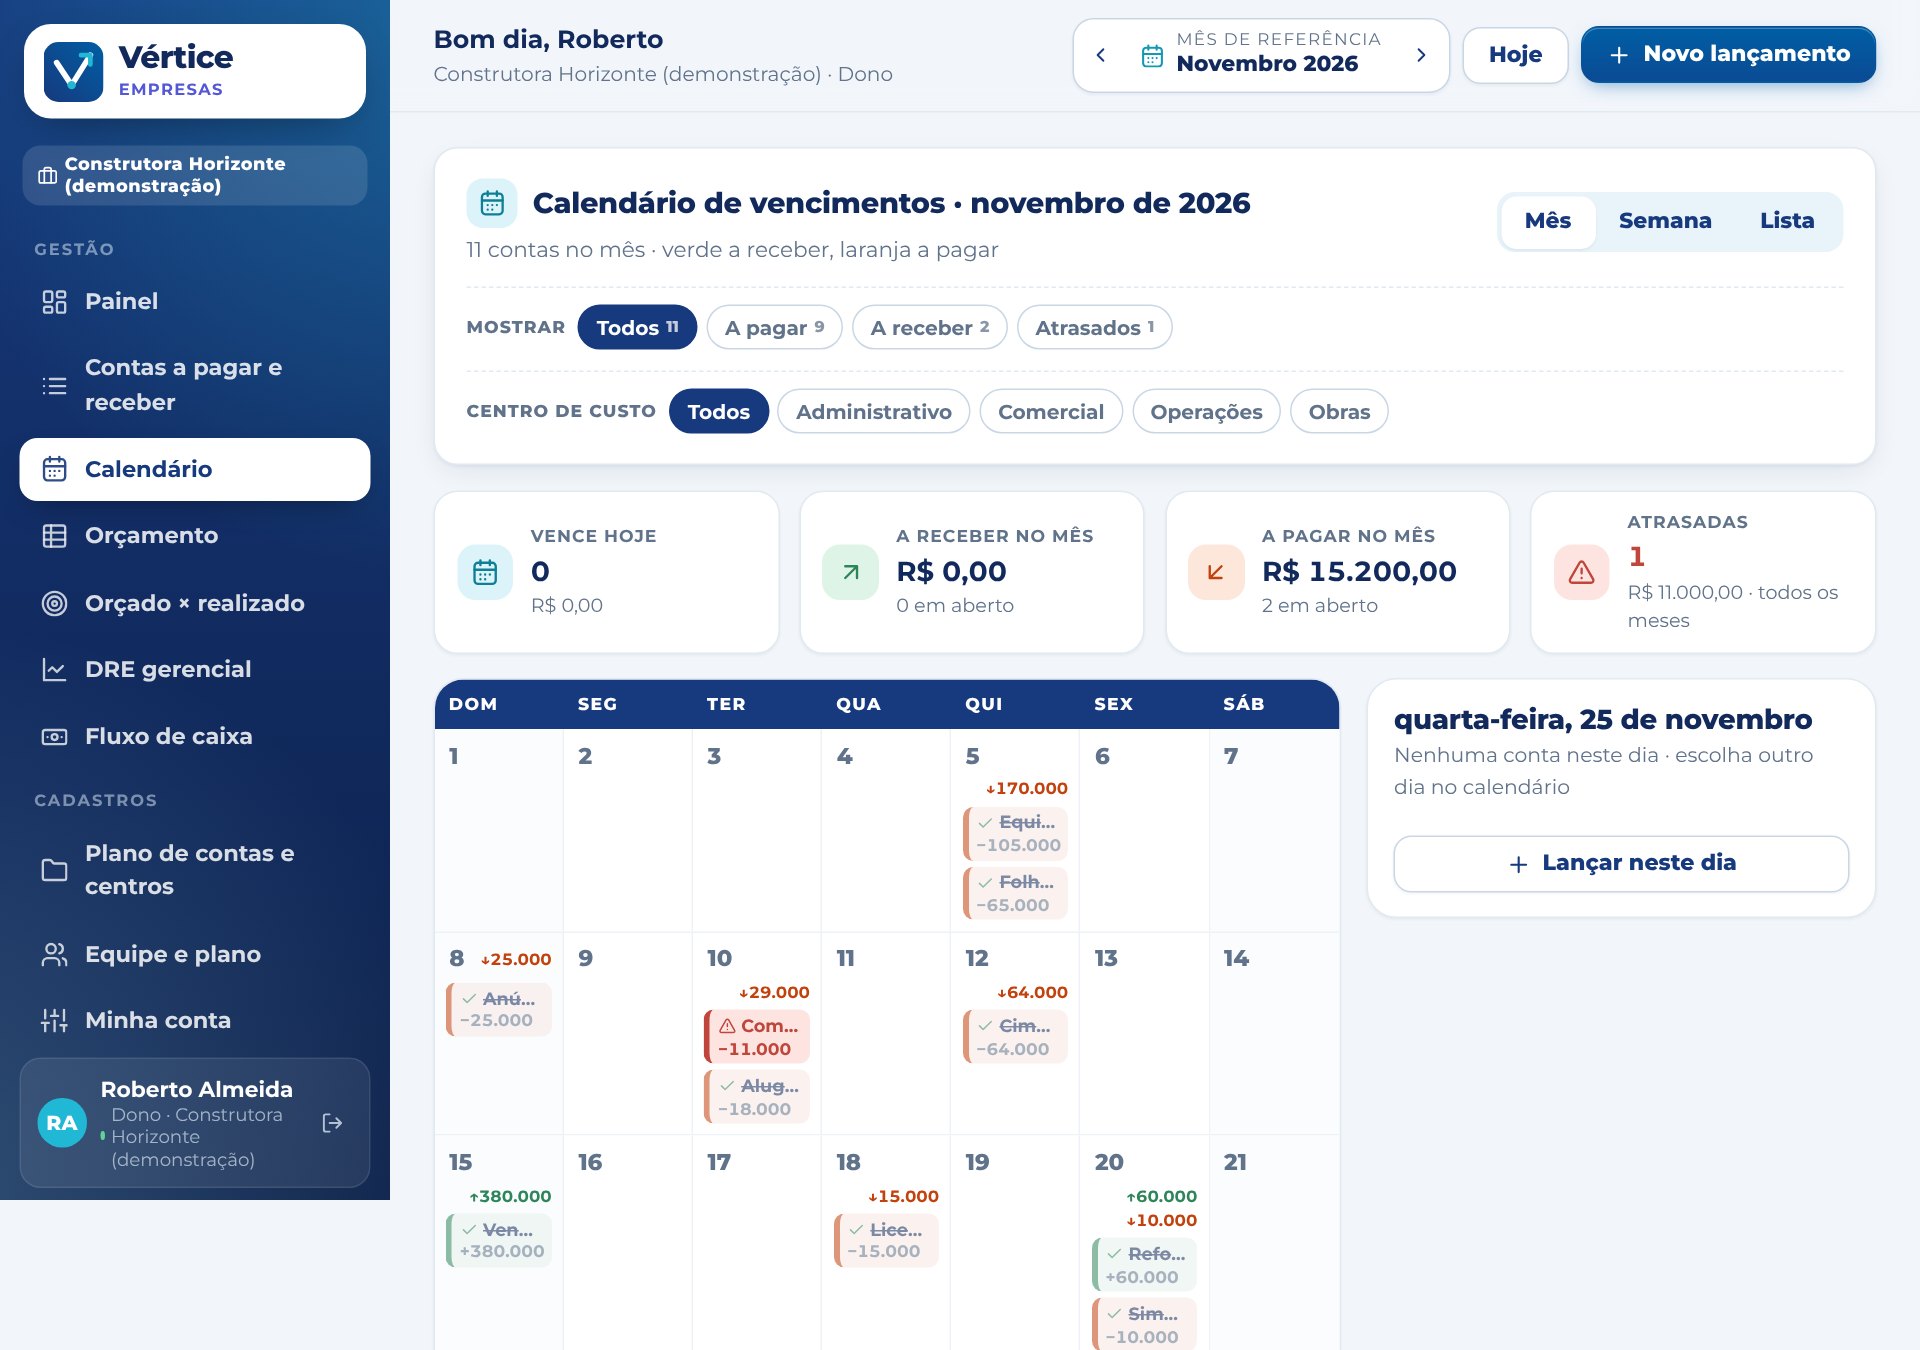 Vértice
EMPRESAS
Construtora Horizonte
(demonstração)
GESTÃO
Painel
Contas a pagar e
receber
Calendário
Orçamento
Orçado × realizado
DRE gerencial
Fluxo de caixa
CADASTROS
Plano de contas e
centros
Equipe e plano
Minha conta
RA
Roberto Almeida
Dono · Construtora
Horizonte
(demonstração)
Bom dia, Roberto
Construtora Horizonte (demonstração) · Dono
MÊS DE REFERÊNCIA
Novembro 2026
Hoje
+ Novo lançamento
Calendário de vencimentos · novembro de 2026
11 contas no mês · verde a receber, laranja a pagar
Mês Semana Lista
MOSTRAR Todos 11 A pagar 9 A receber 2 Atrasados 1
CENTRO DE CUSTO Todos Administrativo Comercial Operações Obras
VENCE HOJE
0
R$ 0,00
A RECEBER NO MÊS
R$ 0,00
0 em aberto
A PAGAR NO MÊS
R$ 15.200,00
2 em aberto
ATRASADAS
1
R$ 11.000,00 · todos os
meses
DOM SEG TER QUA QUI SEX SÁB
1 2 3 4 5 6 7
↓170.000
Equi...
−105.000
Folh...
−65.000
8 ↓25.000 9 10 11 12 13 14
Anú...
−25.000
↓29.000
Com...
−11.000
Alug...
−18.000
↓64.000
Cim...
−64.000
15 16 17 18 19 20 21
↑380.000
Ven...
+380.000
↓15.000
Lice...
−15.000
↑60.000
↓10.000
Refo...
+60.000
Sim...
−10.000
quarta-feira, 25 de novembro
Nenhuma conta neste dia · escolha outro
dia no calendário
+ Lançar neste dia